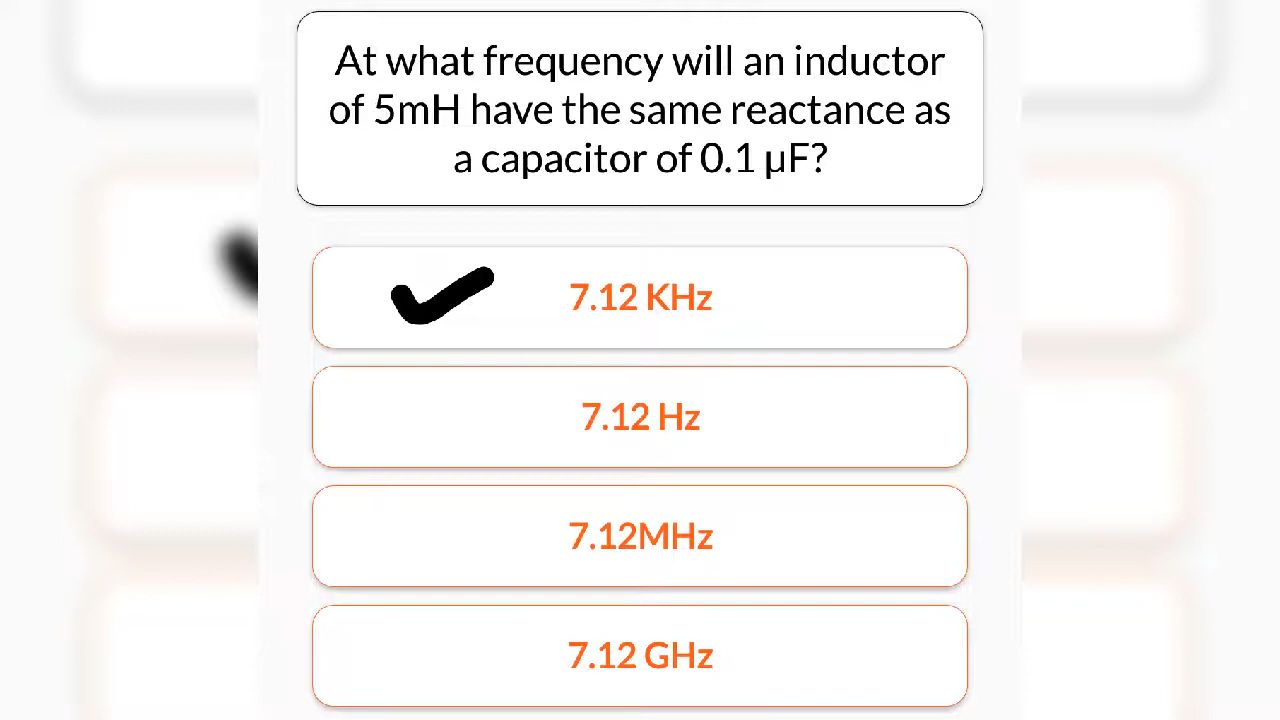 At what frequency will an inductor
of 5mH have the same reactance as
a capacitor of 0.1 μF?
7.12 KHz
7.12 Hz
7.12MHz
7.12 GHz